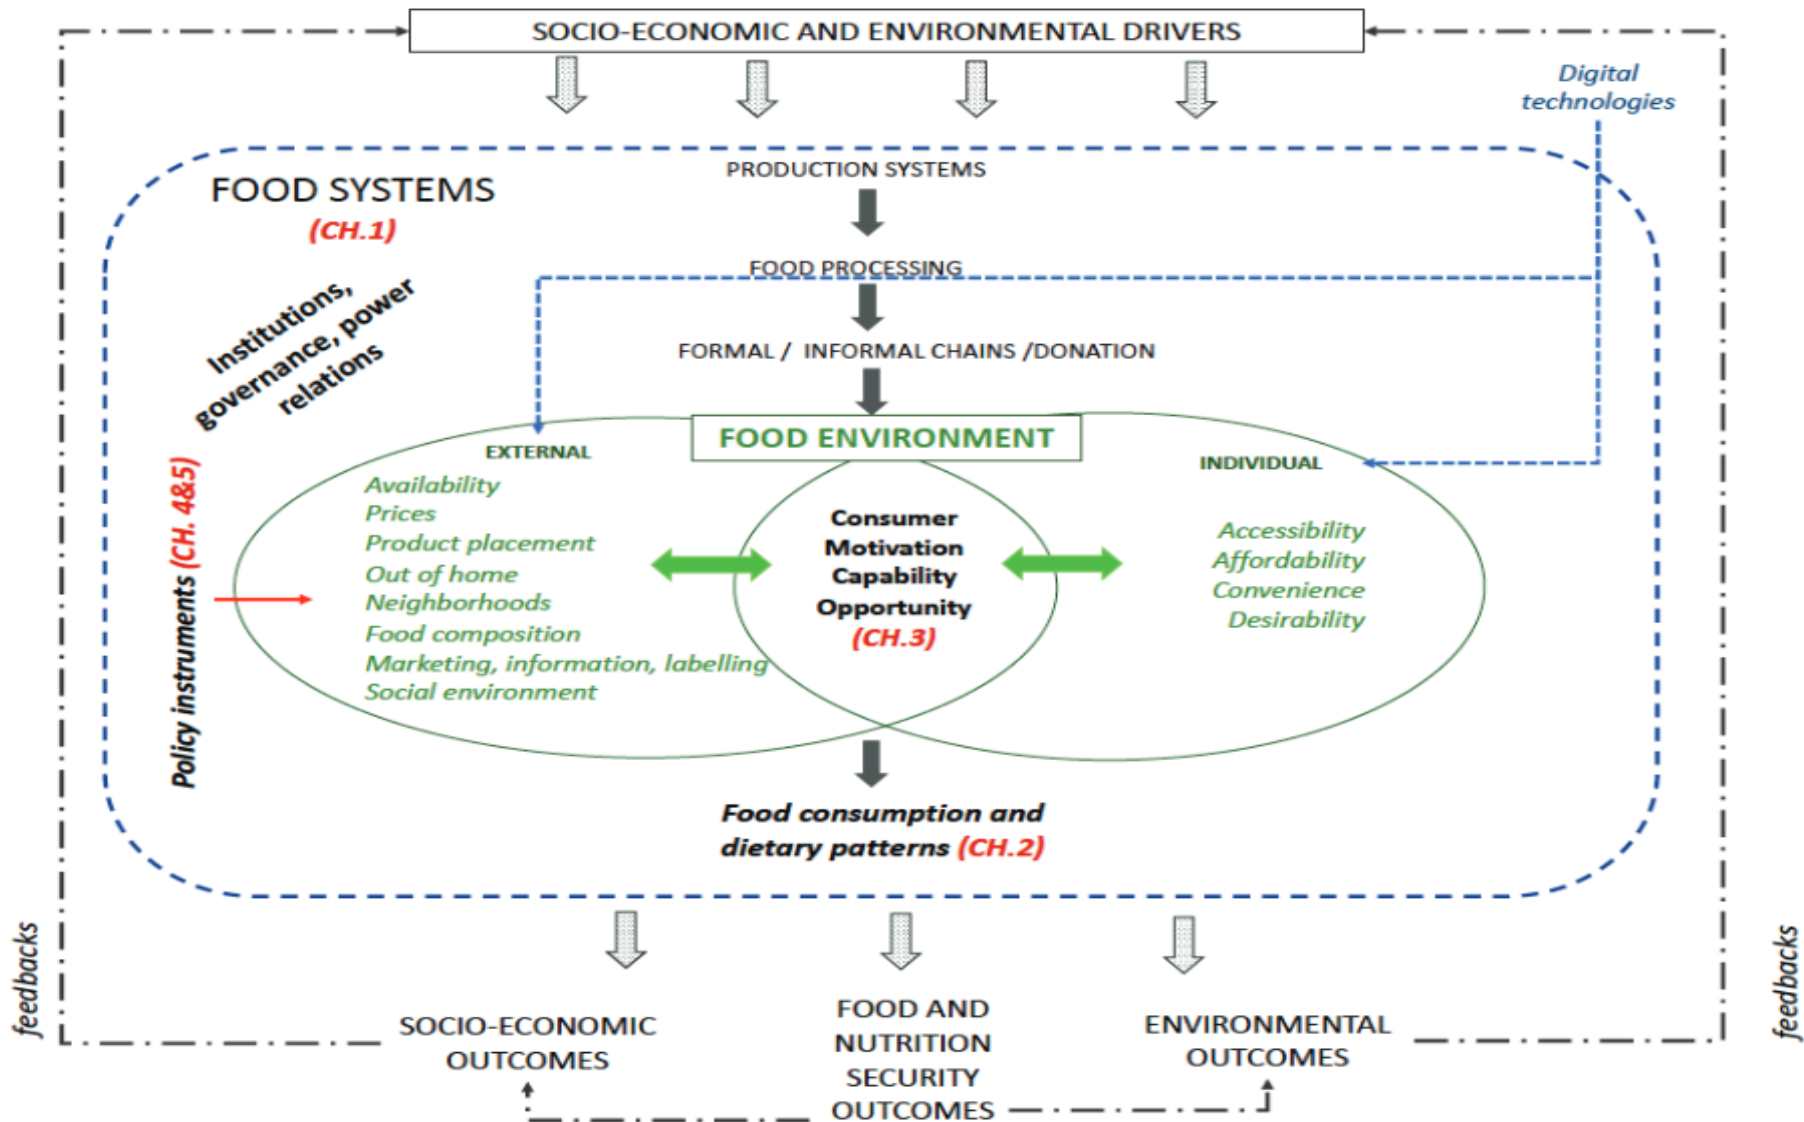 SOCIO-ECONOMIC AND ENVIRONMENTAL DRIVERS
Digital
technologies
PRODUCTION SYSTEMS
FOOD SYSTEMS
(CH.1)
FOOD PROCESSING
Institutions,
governance, power
relations
FORMAL / INFORMAL CHAINS /DONATION
FOOD ENVIRONMENT
EXTERNAL
Availability
Prices
Product placement
Out of home
Neighborhoods
Food composition
Marketing, information, labelling
Social environment
Consumer
Motivation
Capability
Opportunity
(CH.3)
INDIVIDUAL
Accessibility
Affordability
Convenience
Desirability
Policy instruments (CH. 4&5)
Food consumption and
dietary patterns (CH.2)
feedbacks
feedbacks
SOCIO-ECONOMIC
OUTCOMES
FOOD AND
NUTRITION
SECURITY
OUTCOMES
ENVIRONMENTAL
OUTCOMES